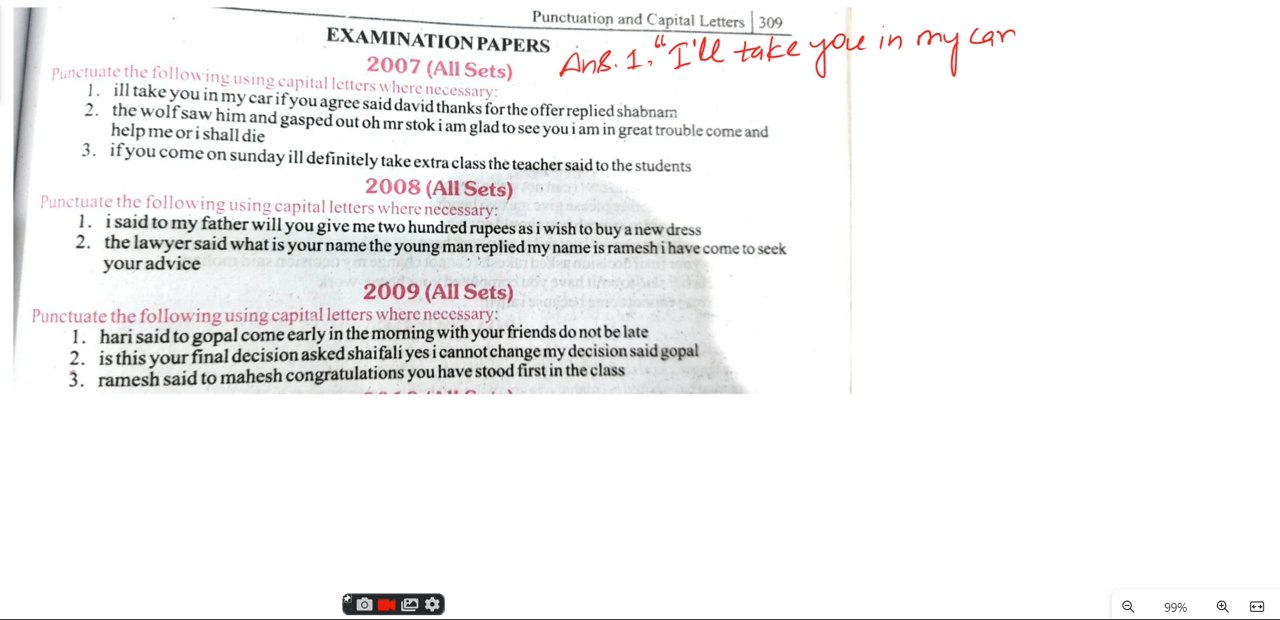 Punctuation and Capital Letters | 309
EXAMINATION PAPERS
Ans. 1. "I'll take you in my car
2007 (All Sets)
Punctuate the following using capital letters where necessary:
1. ill take you in my car if you agree said david thanks for the offer replied shabnam
2. the wolf saw him and gasped out oh mr stok i am glad to see you i am in great trouble come and
help me or i shall die
3. if you come on sunday ill definitely take extra class the teacher said to the students
2008 (All Sets)
Punctuate the following using capital letters where necessary:
1. i said to my father will you give me two hundred rupees as i wish to buy a new dress
2. the lawyer said what is your name the young man replied my name is ramesh i have come to seek
your advice
2009 (All Sets)
Punctuate the following using capital letters where necessary:
1. hari said to gopal come early in the morning with your friends do not be late
2. is this your final decision asked shaifali yes i cannot change my decision said gopal
3. ramesh said to mahesh congratulations you have stood first in the class
99%